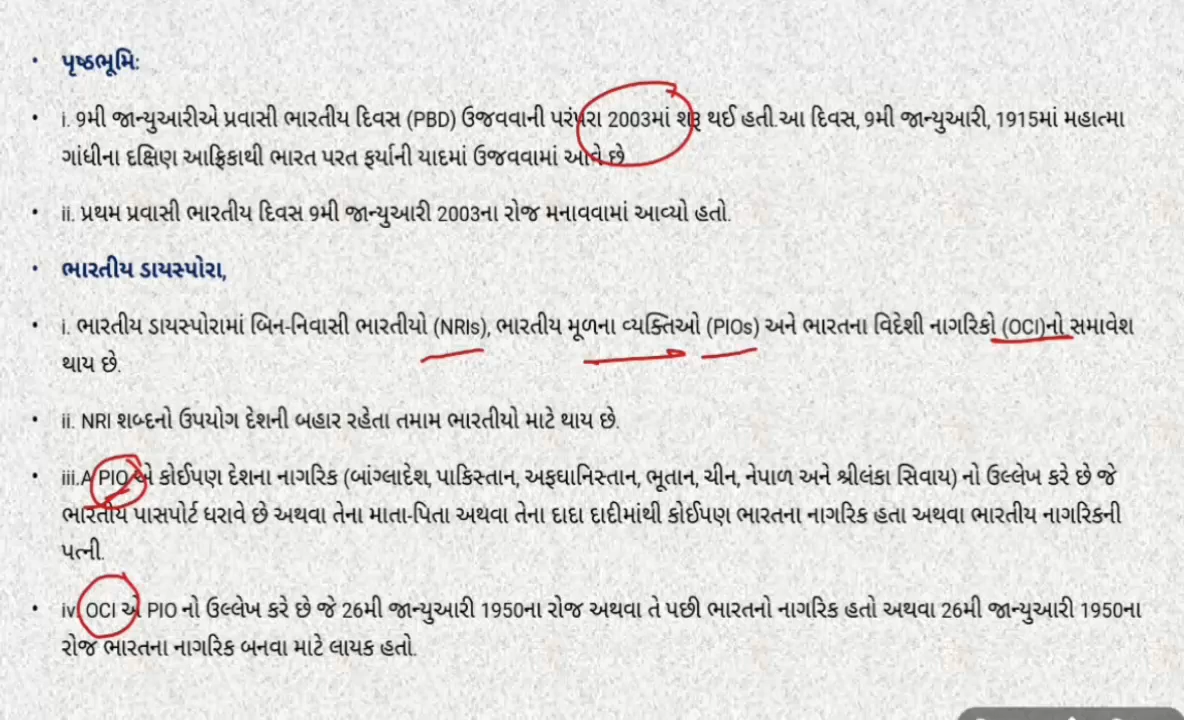 • પૃષ્ઠભૂમિ:
• i. 9મી જાન્યુઆરીએ પ્રવાસી ભારતીય દિવસ (PBD) ઉજવવાની પરંપરા 2003માં શરૂ થઈ હતી.આ દિવસ, 9મી જાન્યુઆરી, 1915માં મહાત્મા
ગાંધીના દક્ષિણ આફ્રિકાથી ભારત પરત ફર્યાની યાદમાં ઉજવવામાં આવે છે
• ii. પ્રથમ પ્રવાસી ભારતીય દિવસ 9મી જાન્યુઆરી 2003ના રોજ મનાવવામાં આવ્યો હતો.
• ભારતીય ડાયસ્પોરા,
• i. ભારતીય ડાયસ્પોરામાં બિન-નિવાસી ભારતીયો (NRIs), ભારતીય મૂળના વ્યક્તિઓ (PIOs) અને ભારતના વિદેશી નાગરિકો (OCI)નો સમાવેશ
થાય છે.
• ii. NRI શબ્દનો ઉપયોગ દેશની બહાર રહેતા તમામ ભારતીયો માટે થાય છે.
• iii.A PIO એ કોઈપણ દેશના નાગરિક (બાંગ્લાદેશ, પાકિસ્તાન, અફઘાનિસ્તાન, ભૂતાન, ચીન, નેપાળ અને શ્રીલંકા સિવાય) નો ઉલ્લેખ કરે છે જે
ભારતીય પાસપોર્ટ ધરાવે છે અથવા તેના માતા-પિતા અથવા તેના દાદા દાદીમાંથી કોઈપણ ભારતના નાગરિક હતા અથવા ભારતીય નાગરિકની
પત્ની.
• iv. OCI એ PIO નો ઉલ્લેખ કરે છે જે 26મી જાન્યુઆરી 1950ના રોજ અથવા તે પછી ભારતનો નાગરિક હતો અથવા 26મી જાન્યુઆરી 1950ના
રોજ ભારતના નાગરિક બનવા માટે લાયક હતો.